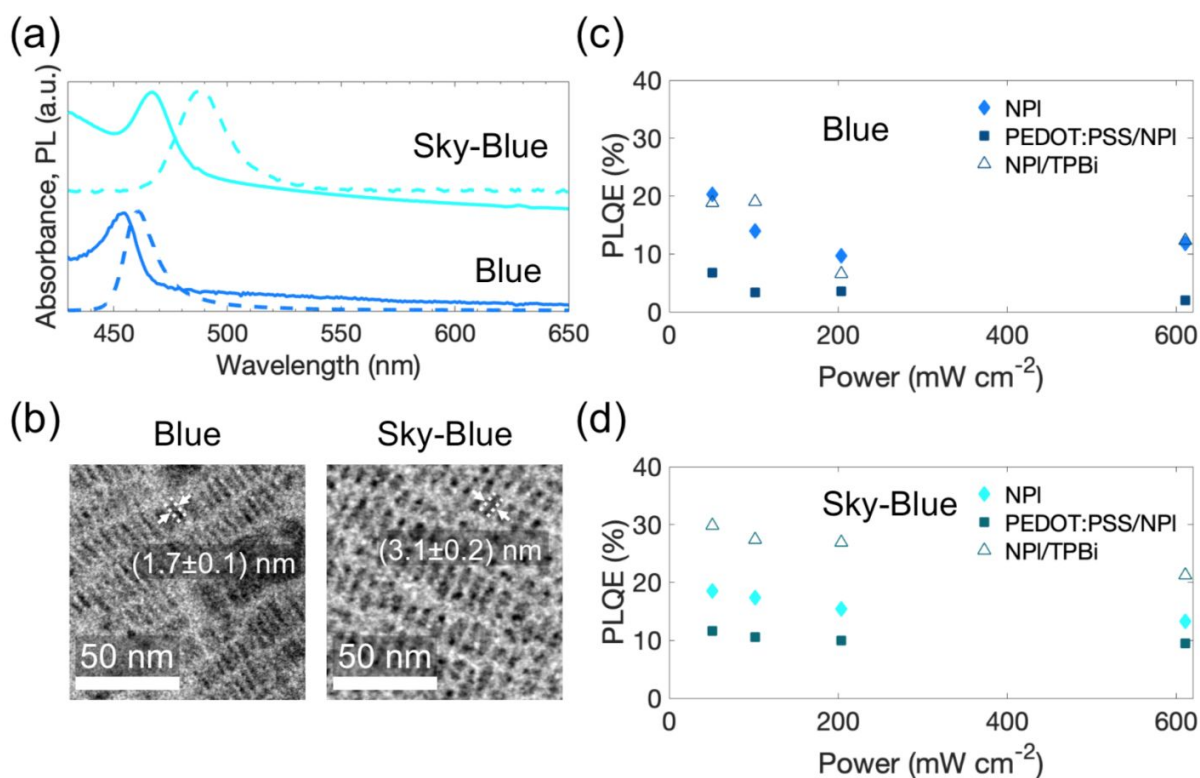 (a)
Absorbance, PL (a.u.)
Sky-Blue
Blue
450 500 550 600 650
Wavelength (nm)
(b)
Blue
(1.7±0.1) nm
50 nm
Sky-Blue
(3.1±0.2) nm
50 nm
(c)
PLQE (%)
40
30
20
10
0
Blue
NPl
PEDOT:PSS/NPl
NPl/TPBi
0 200 400 600
Power (mW cm⁻²)
(d)
PLQE (%)
40
30
20
10
0
Sky-Blue
NPl
PEDOT:PSS/NPl
NPl/TPBi
0 200 400 600
Power (mW cm⁻²)